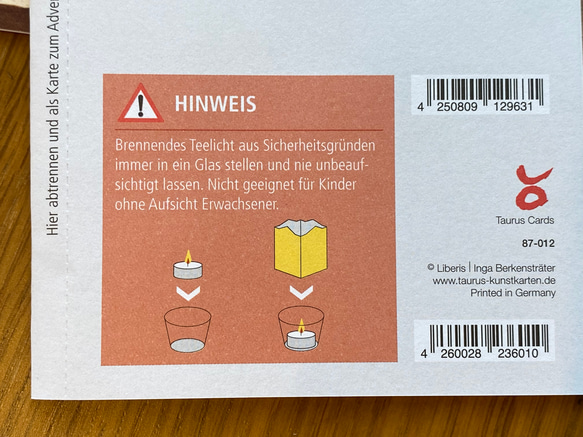 Hier abtrennen und als Karte zum Adve
HINWEIS
Brennendes Teelicht aus Sicherheitsgründen
immer in ein Glas stellen und nie unbeauf-
sichtigt lassen. Nicht geeignet für Kinder
ohne Aufsicht Erwachsener.
4 250809 129631
Taurus Cards
87-012
© Liberis | Inga Berkensträter
www.taurus-kunstkarten.de
Printed in Germany
4 260028 236010